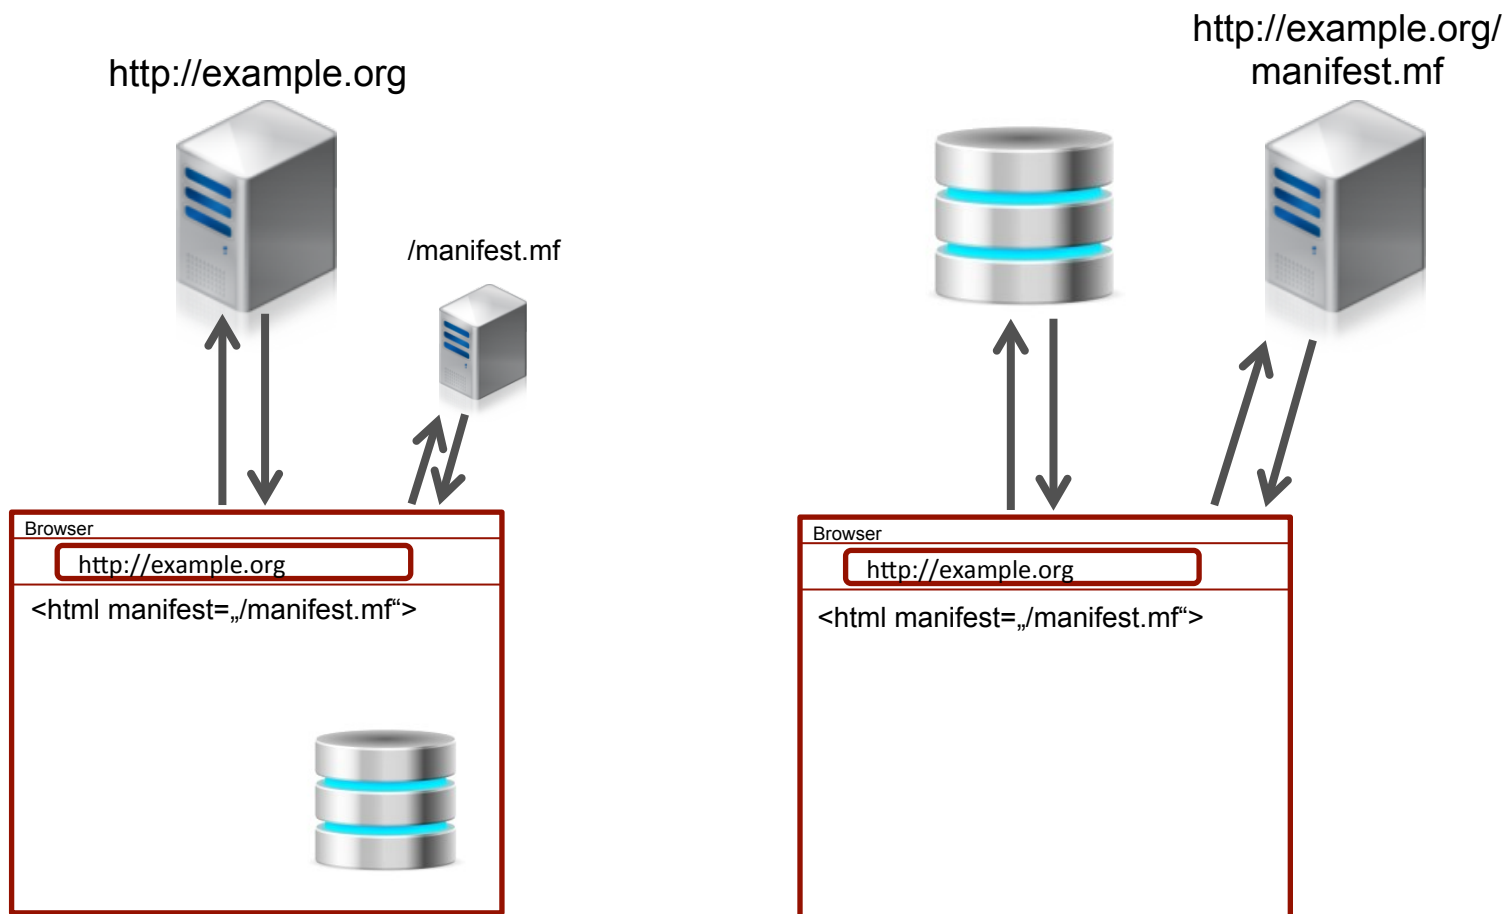 http://example.org
/manifest.mf
Browser
http://example.org
<html manifest=„/manifest.mf“>
http://example.org/
manifest.mf
Browser
http://example.org
<html manifest=„/manifest.mf“>